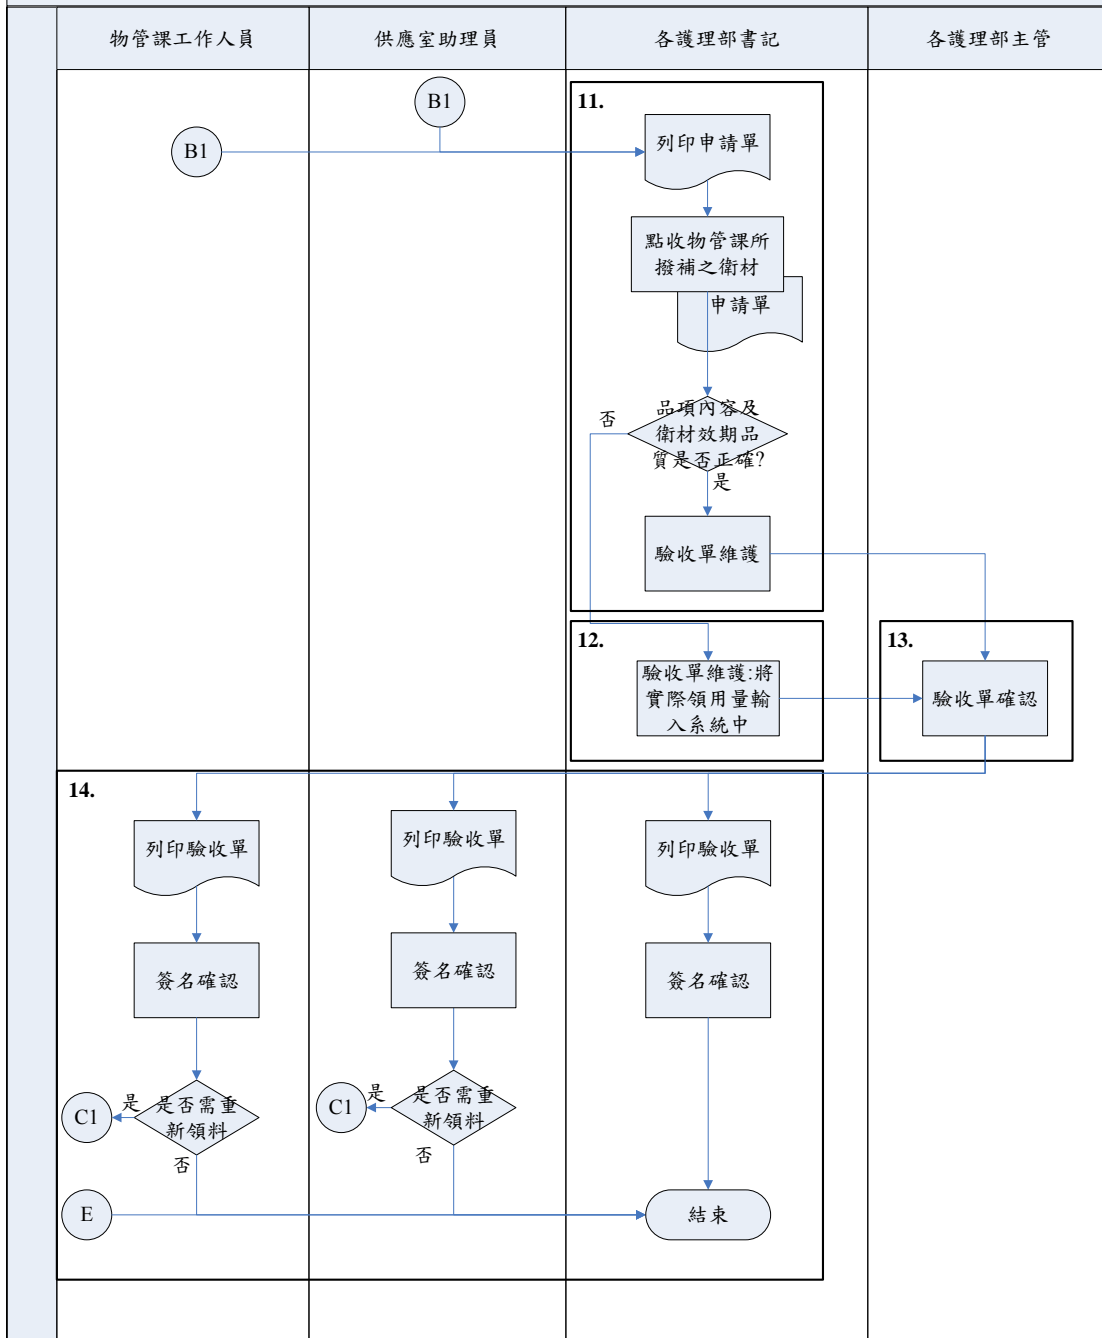 物管課工作人員
供應室助理員
各護理部書記
各護理部主管
B1
B1
11.
列印申請單
點收物管課所
撥補之衛材
申請單
品項內容及
衛材效期品
質是否正確?
否
是
驗收單維護
12.
驗收單維護:將
實際領用量輸
入系統中
13.
驗收單確認
14.
列印驗收單
列印驗收單
列印驗收單
簽名確認
簽名確認
簽名確認
C1
是
是否需重
新領料
否
C1
是
是否需重
新領料
否
E
結束